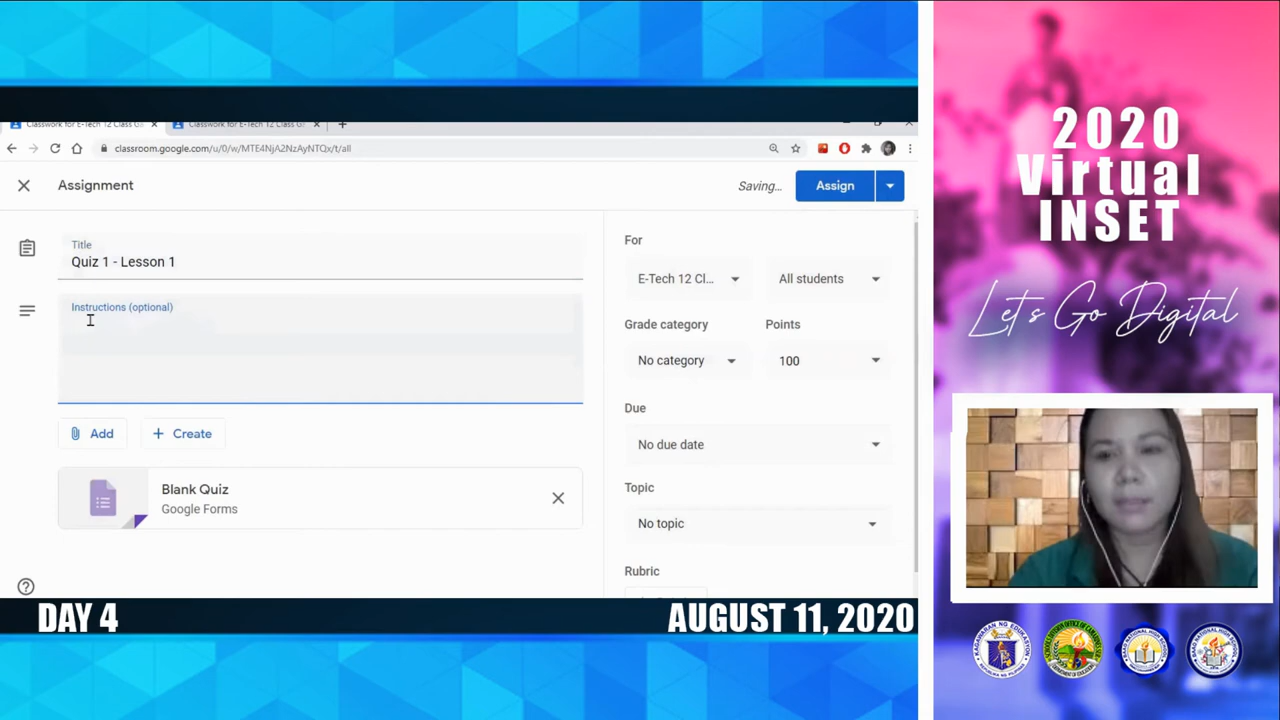 Classwork for E-Tech 12 Class Ga
Classwork for E-Tech 12 Class Ga
classroom.google.com/u/0/w/MTE4NjA2NzAyNTQx/t/all
Assignment
Saving...
Assign
Title
Quiz 1 - Lesson 1
Instructions (optional)
Add
Create
Blank Quiz
Google Forms
For
E-Tech 12 Cl...
All students
Grade category
Points
No category
100
Due
No due date
Topic
No topic
Rubric
DAY 4
AUGUST 11, 2020
2020
Virtual
INSET
Let's Go Digital